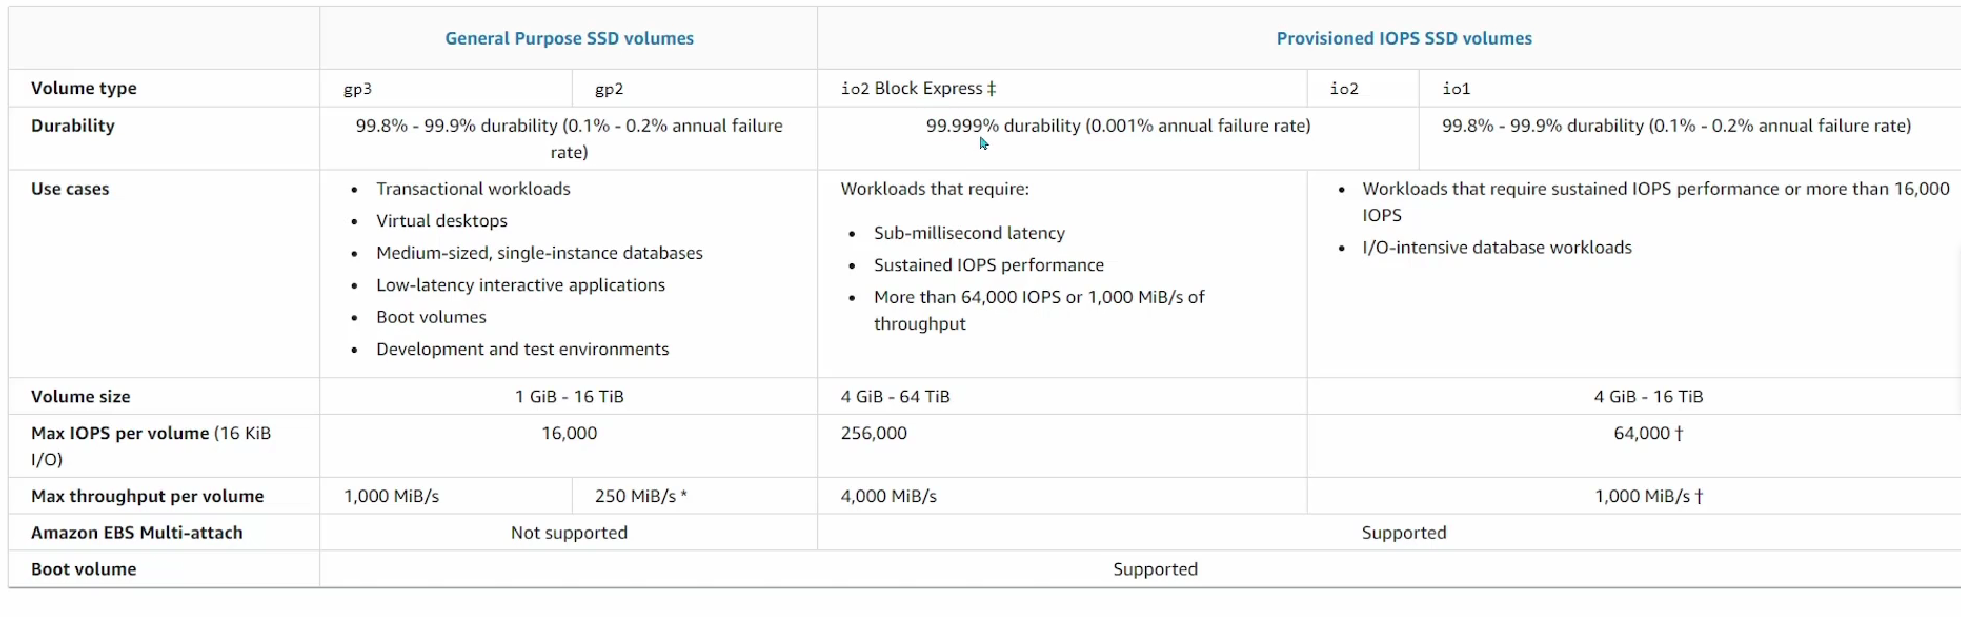 General Purpose SSD volumes
Provisioned IOPS SSD volumes
Volume type
gp3
gp2
io2 Block Express ‡
io2
io1
Durability
99.8% - 99.9% durability (0.1% - 0.2% annual failure
rate)
99.999% durability (0.001% annual failure rate)
99.8% - 99.9% durability (0.1% - 0.2% annual failure rate)
Use cases
• Transactional workloads
• Virtual desktops
• Medium-sized, single-instance databases
• Low-latency interactive applications
• Boot volumes
• Development and test environments
Workloads that require:
• Sub-millisecond latency
• Sustained IOPS performance
• More than 64,000 IOPS or 1,000 MiB/s of
throughput
• Workloads that require sustained IOPS performance or more than 16,000
IOPS
• I/O-intensive database workloads
Volume size
1 GiB - 16 TiB
4 GiB - 64 TiB
4 GiB - 16 TiB
Max IOPS per volume (16 KiB
I/O)
16,000
256,000
64,000 †
Max throughput per volume
1,000 MiB/s
250 MiB/s *
4,000 MiB/s
1,000 MiB/s †
Amazon EBS Multi-attach
Not supported
Supported
Boot volume
Supported